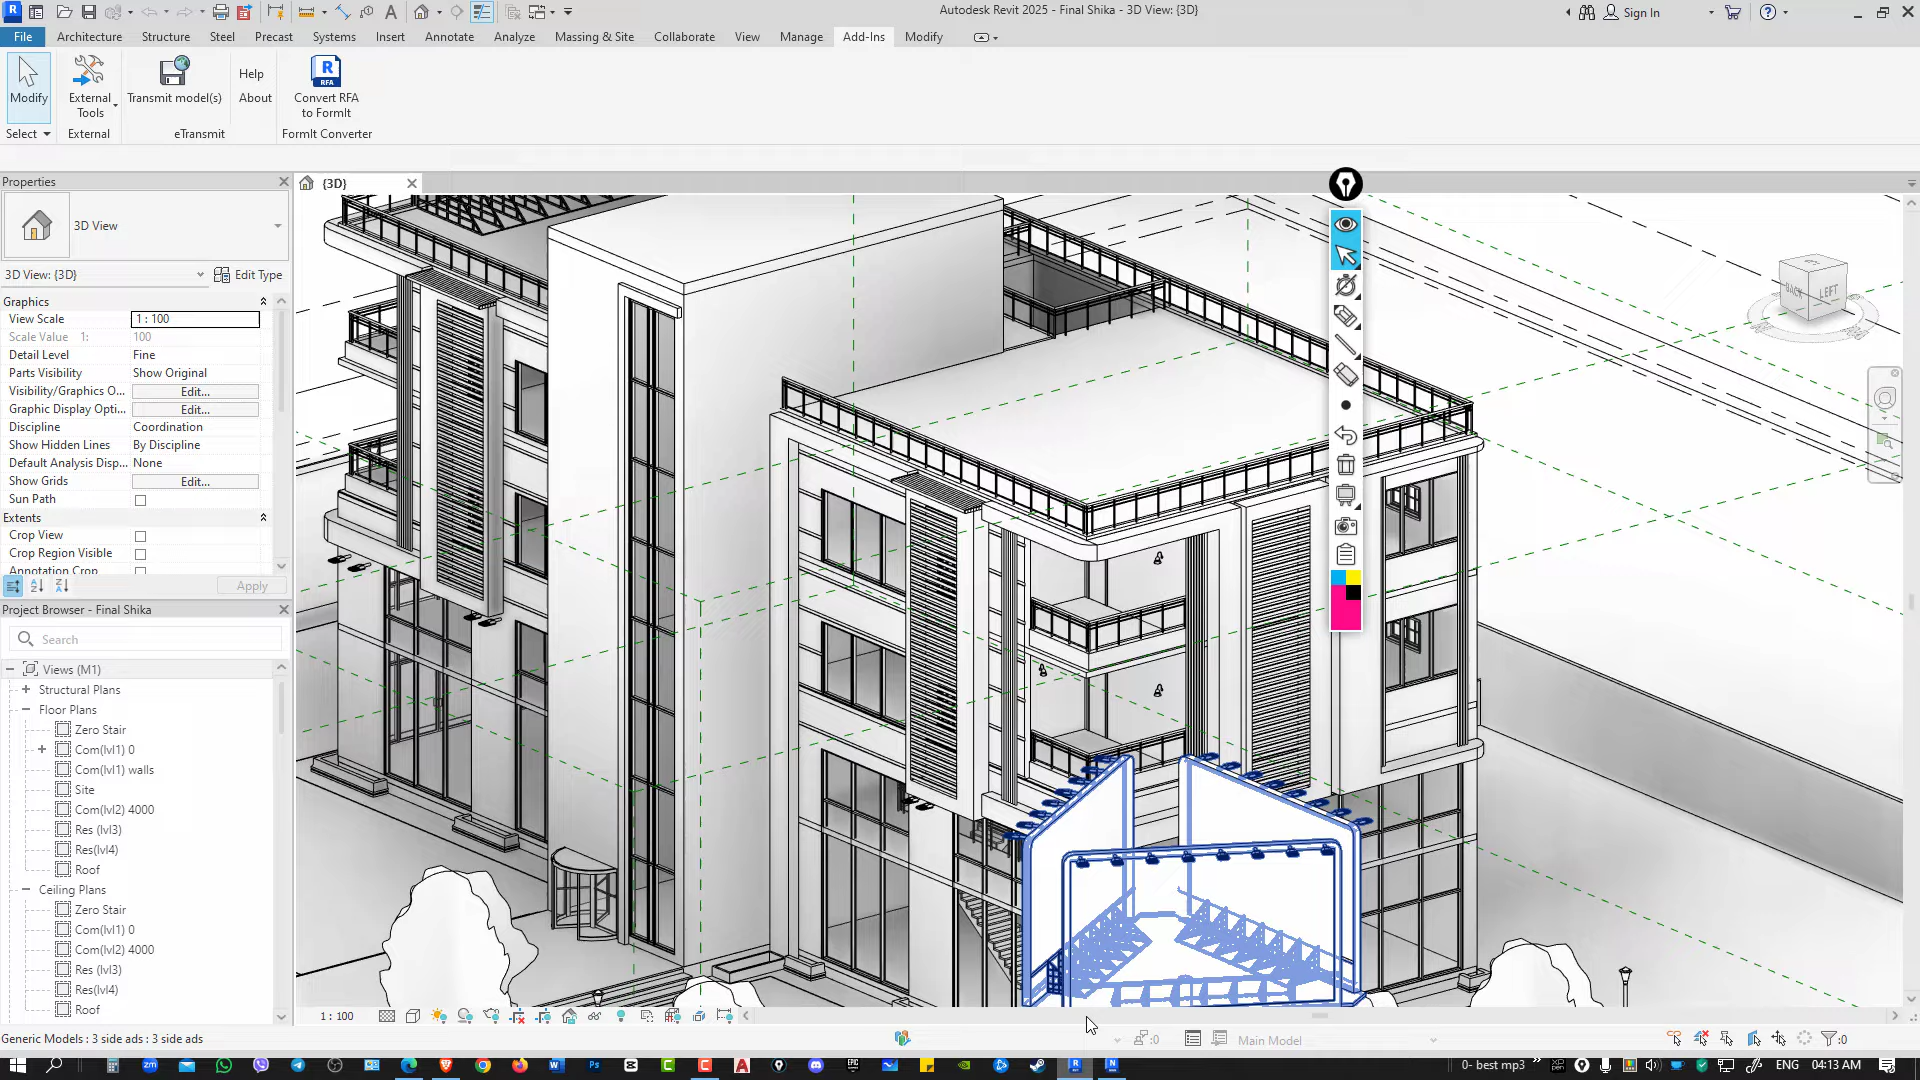 Autodesk Revit 2025 - Final Shika - 3D View: {3D}
Sign In
File
Architecture
Structure
Steel
Precast
Systems
Insert
Annotate
Analyze
Massing & Site
Collaborate
View
Manage
Add-Ins
Modify
Modify
External
Tools
Transmit model(s)
Help
About
Convert RFA
to FormIt
Select
External
eTransmit
FormIt Converter
Properties
{3D}
3D View
3D View: {3D}
Edit Type
Graphics
View Scale
1 : 100
Scale Value 1:
100
Detail Level
Fine
Parts Visibility
Show Original
Visibility/Graphics O...
Edit...
Graphic Display Opti...
Edit...
Discipline
Coordination
Show Hidden Lines
By Discipline
Default Analysis Disp...
None
Show Grids
Edit...
Sun Path
Extents
Crop View
Crop Region Visible
Annotation Crop
Apply
Project Browser - Final Shika
Search
Views (M1)
Structural Plans
Floor Plans
Zero Stair
Com(lvl1) 0
Com(lvl1) walls
Site
Com(lvl2) 4000
Res (lvl3)
Res(lvl4)
Roof
Ceiling Plans
Zero Stair
Com(lvl1) 0
Com(lvl2) 4000
Res (lvl3)
Res(lvl4)
Roof
BACK
LEFT
1 : 100
Generic Models : 3 side ads : 3 side ads
:0
Main Model
:0
0- best mp3
ENG
04:13 AM